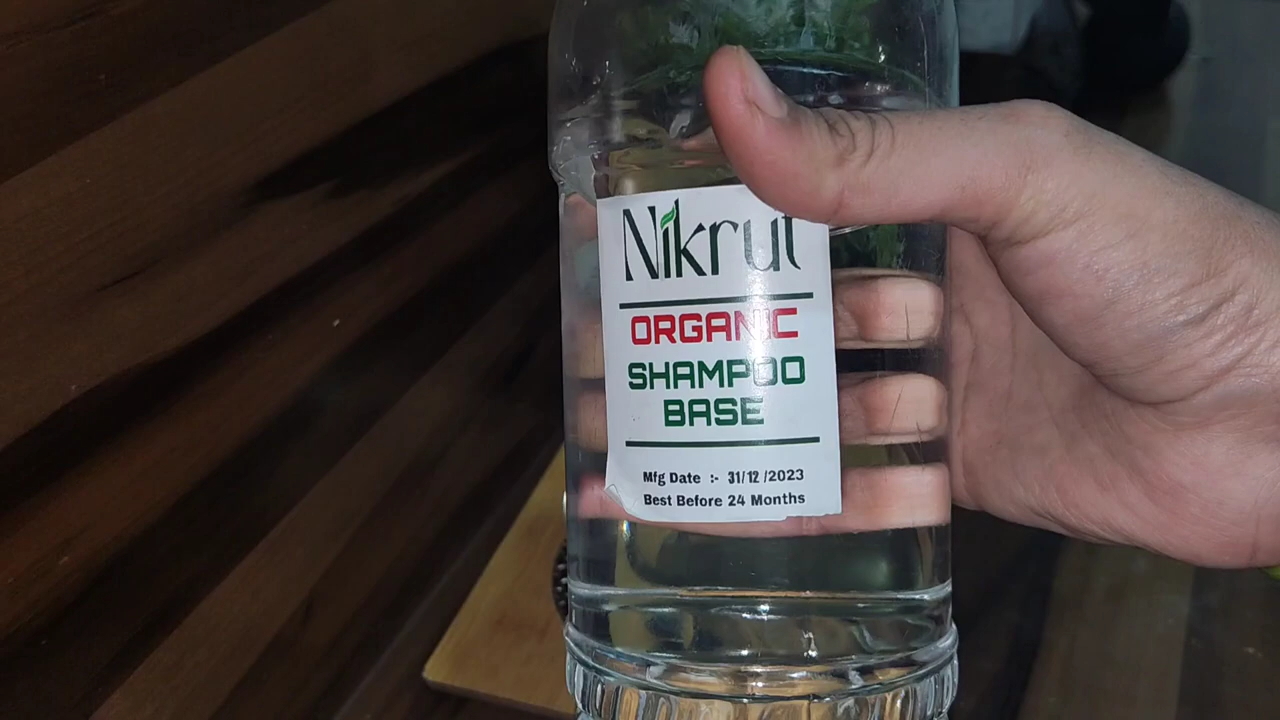 Nikrut
ORGANIC
SHAMPOO
BASE
Mfg Date :- 31/12/2023
Best Before 24 Months